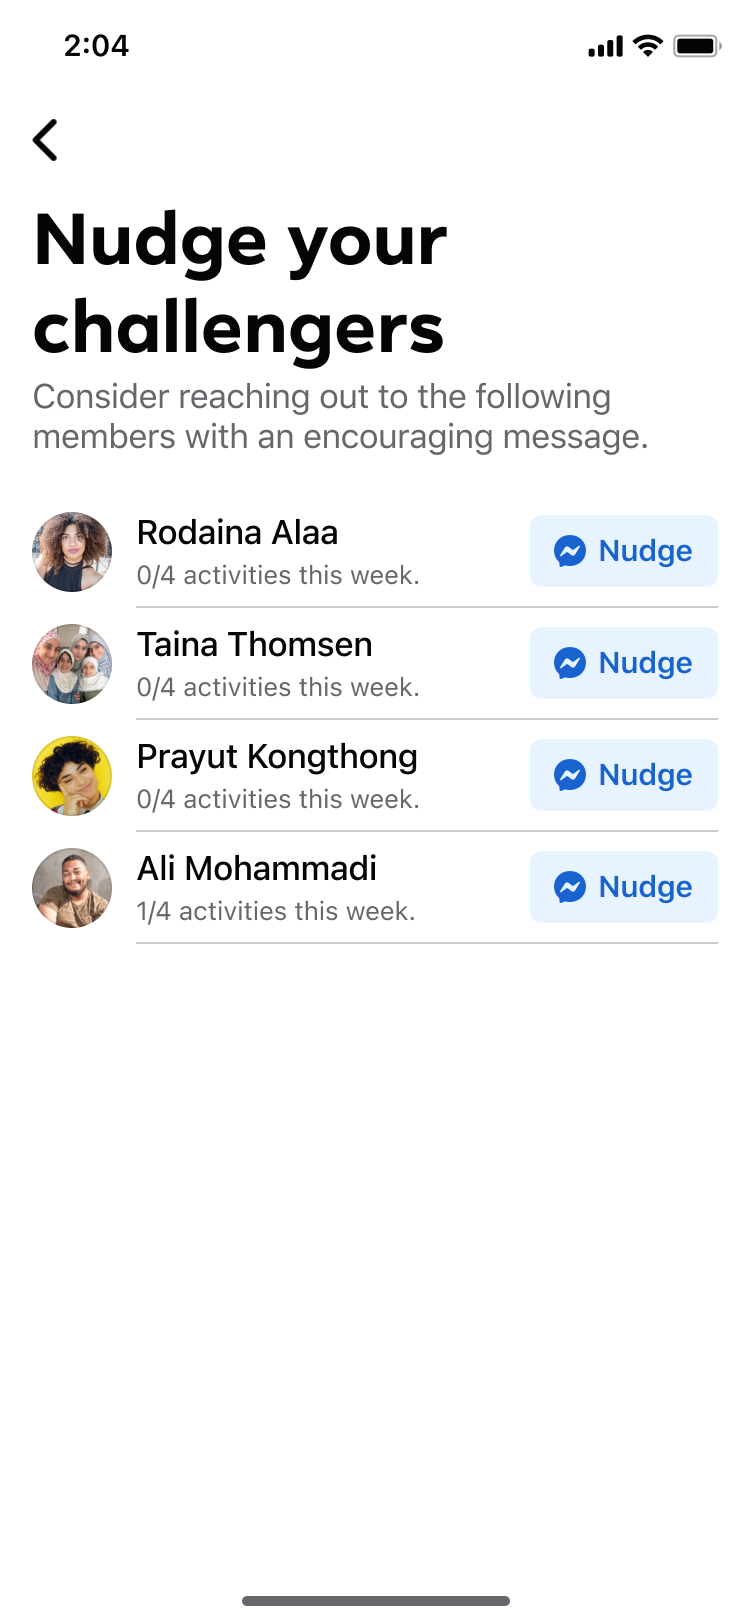 2:04
Nudge your
challengers
Consider reaching out to the following
members with an encouraging message.
Rodaina Alaa
0/4 activities this week.
Nudge
Taina Thomsen
0/4 activities this week.
Nudge
Prayut Kongthong
0/4 activities this week.
Nudge
Ali Mohammadi
1/4 activities this week.
Nudge